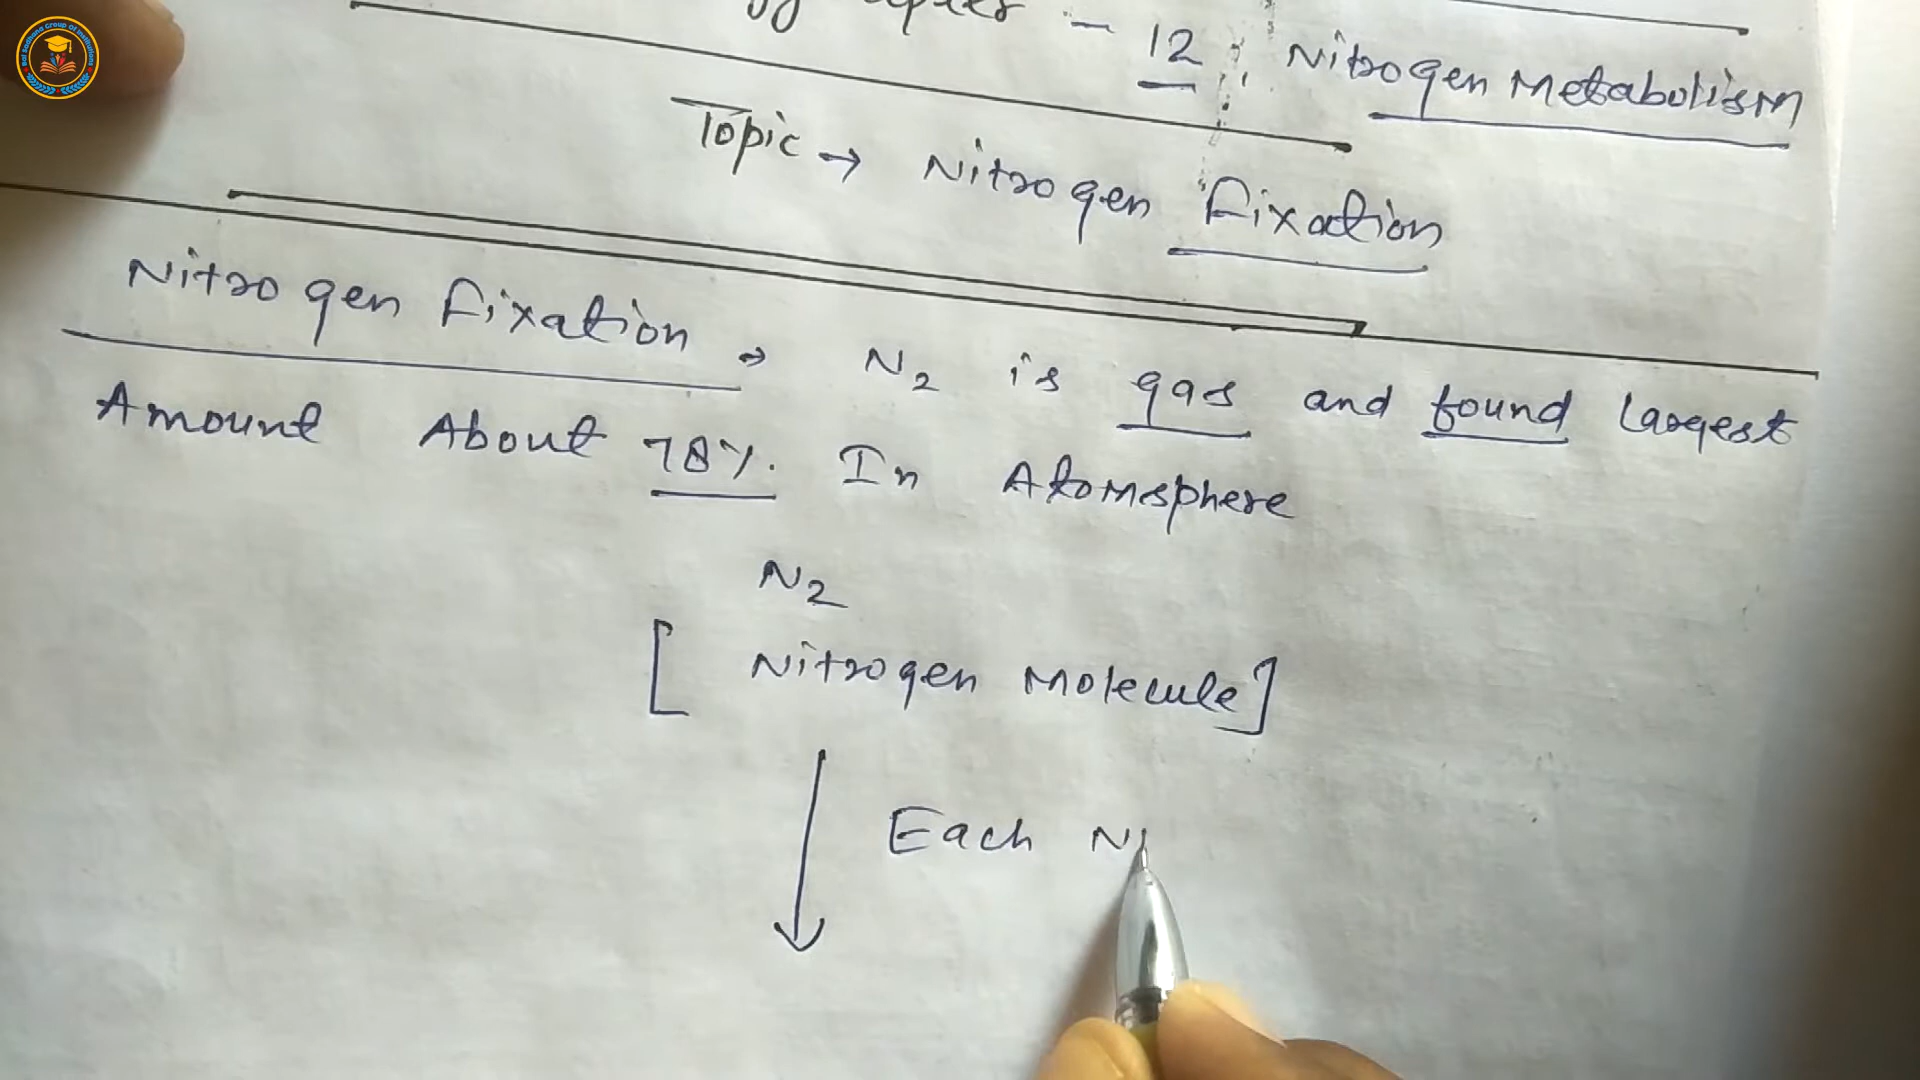 - 12 Nitrogen Metabolism
Topic → Nitrogen Fixation
Nitrogen Fixation → N2 is gas and found largest
Amount About 78% In Atomsphere
N2
[ Nitrogen Molecule ]
Each Ni